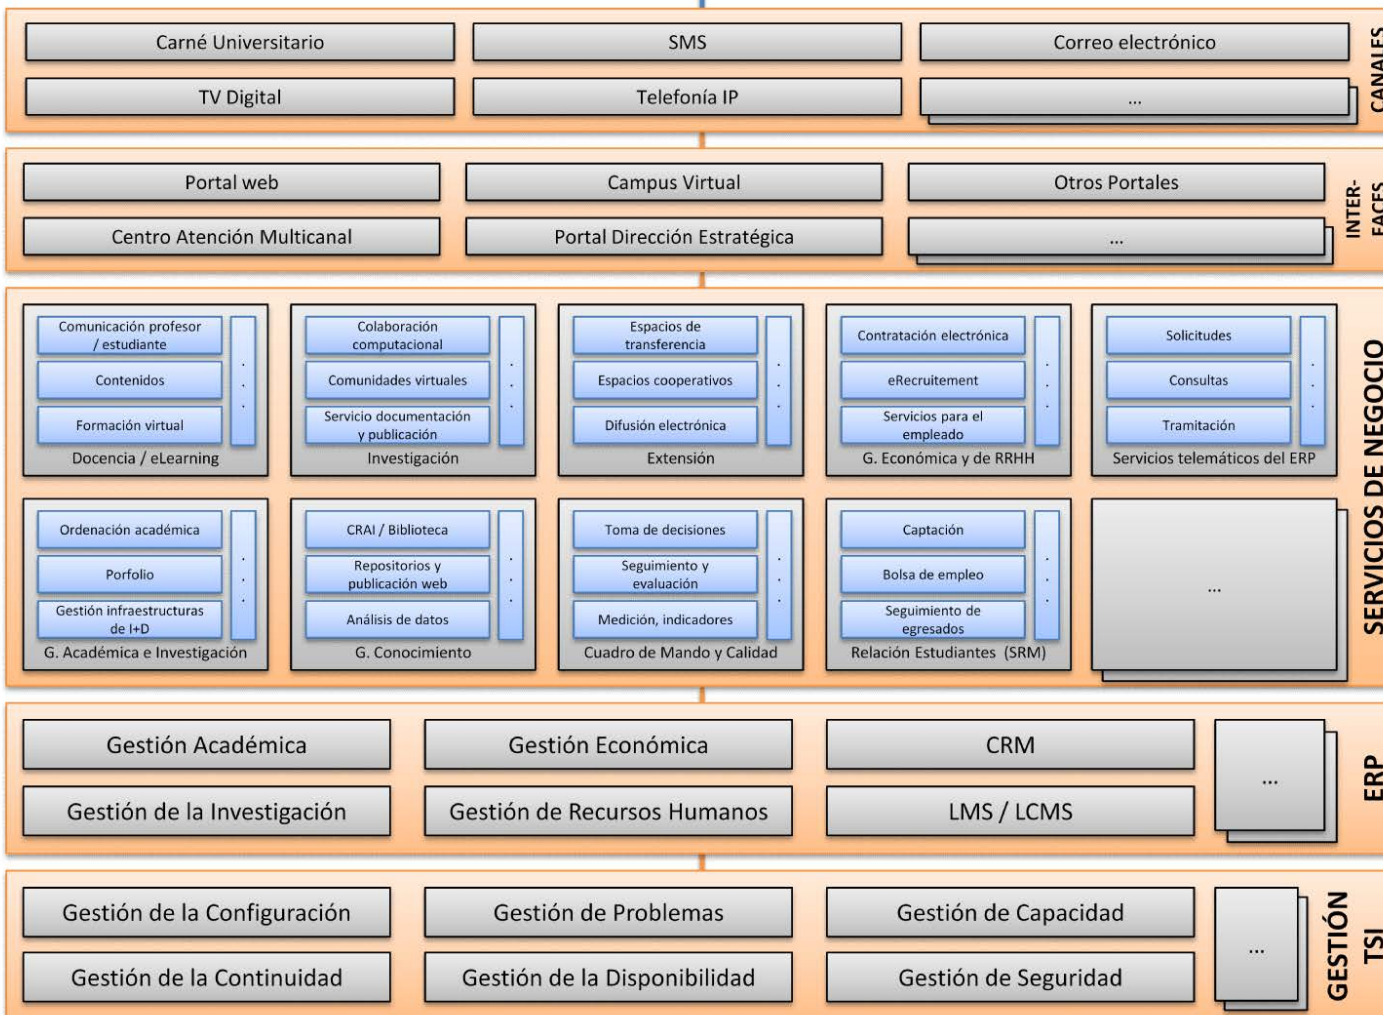 Carné Universitario
SMS
Correo electrónico
TV Digital
Telefonía IP
...
CANALES
Portal web
Campus Virtual
Otros Portales
Centro Atención Multicanal
Portal Dirección Estratégica
...
INTER-
FACES
Comunicación profesor
/ estudiante
Contenidos
Formación virtual
. . .
Docencia / eLearning
Colaboración
computacional
Comunidades virtuales
Servicio documentación
y publicación
. . .
Investigación
Espacios de
transferencia
Espacios cooperativos
Difusión electrónica
. . .
Extensión
Contratación electrónica
eRecruitement
Servicios para el
empleado
. . .
G. Económica y de RRHH
Solicitudes
Consultas
Tramitación
. . .
Servicios telemáticos del ERP
Ordenación académica
Porfolio
Gestión infraestructuras
de I+D
. . .
G. Académica e Investigación
CRAI / Biblioteca
Repositorios y
publicación web
Análisis de datos
. . .
G. Conocimiento
Toma de decisiones
Seguimiento y
evaluación
Medición, indicadores
. . .
Cuadro de Mando y Calidad
Captación
Bolsa de empleo
Seguimiento de
egresados
. . .
Relación Estudiantes (SRM)
...
SERVICIOS DE NEGOCIO
Gestión Académica
Gestión Económica
CRM
Gestión de la Investigación
Gestión de Recursos Humanos
LMS / LCMS
...
ERP
Gestión de la Configuración
Gestión de Problemas
Gestión de Capacidad
Gestión de la Continuidad
Gestión de la Disponibilidad
Gestión de Seguridad
...
GESTIÓN
TSI